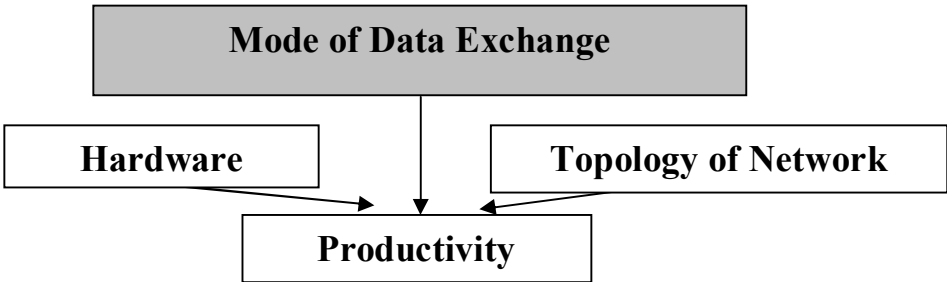 Mode of Data Exchange
Hardware
Topology of Network
Productivity